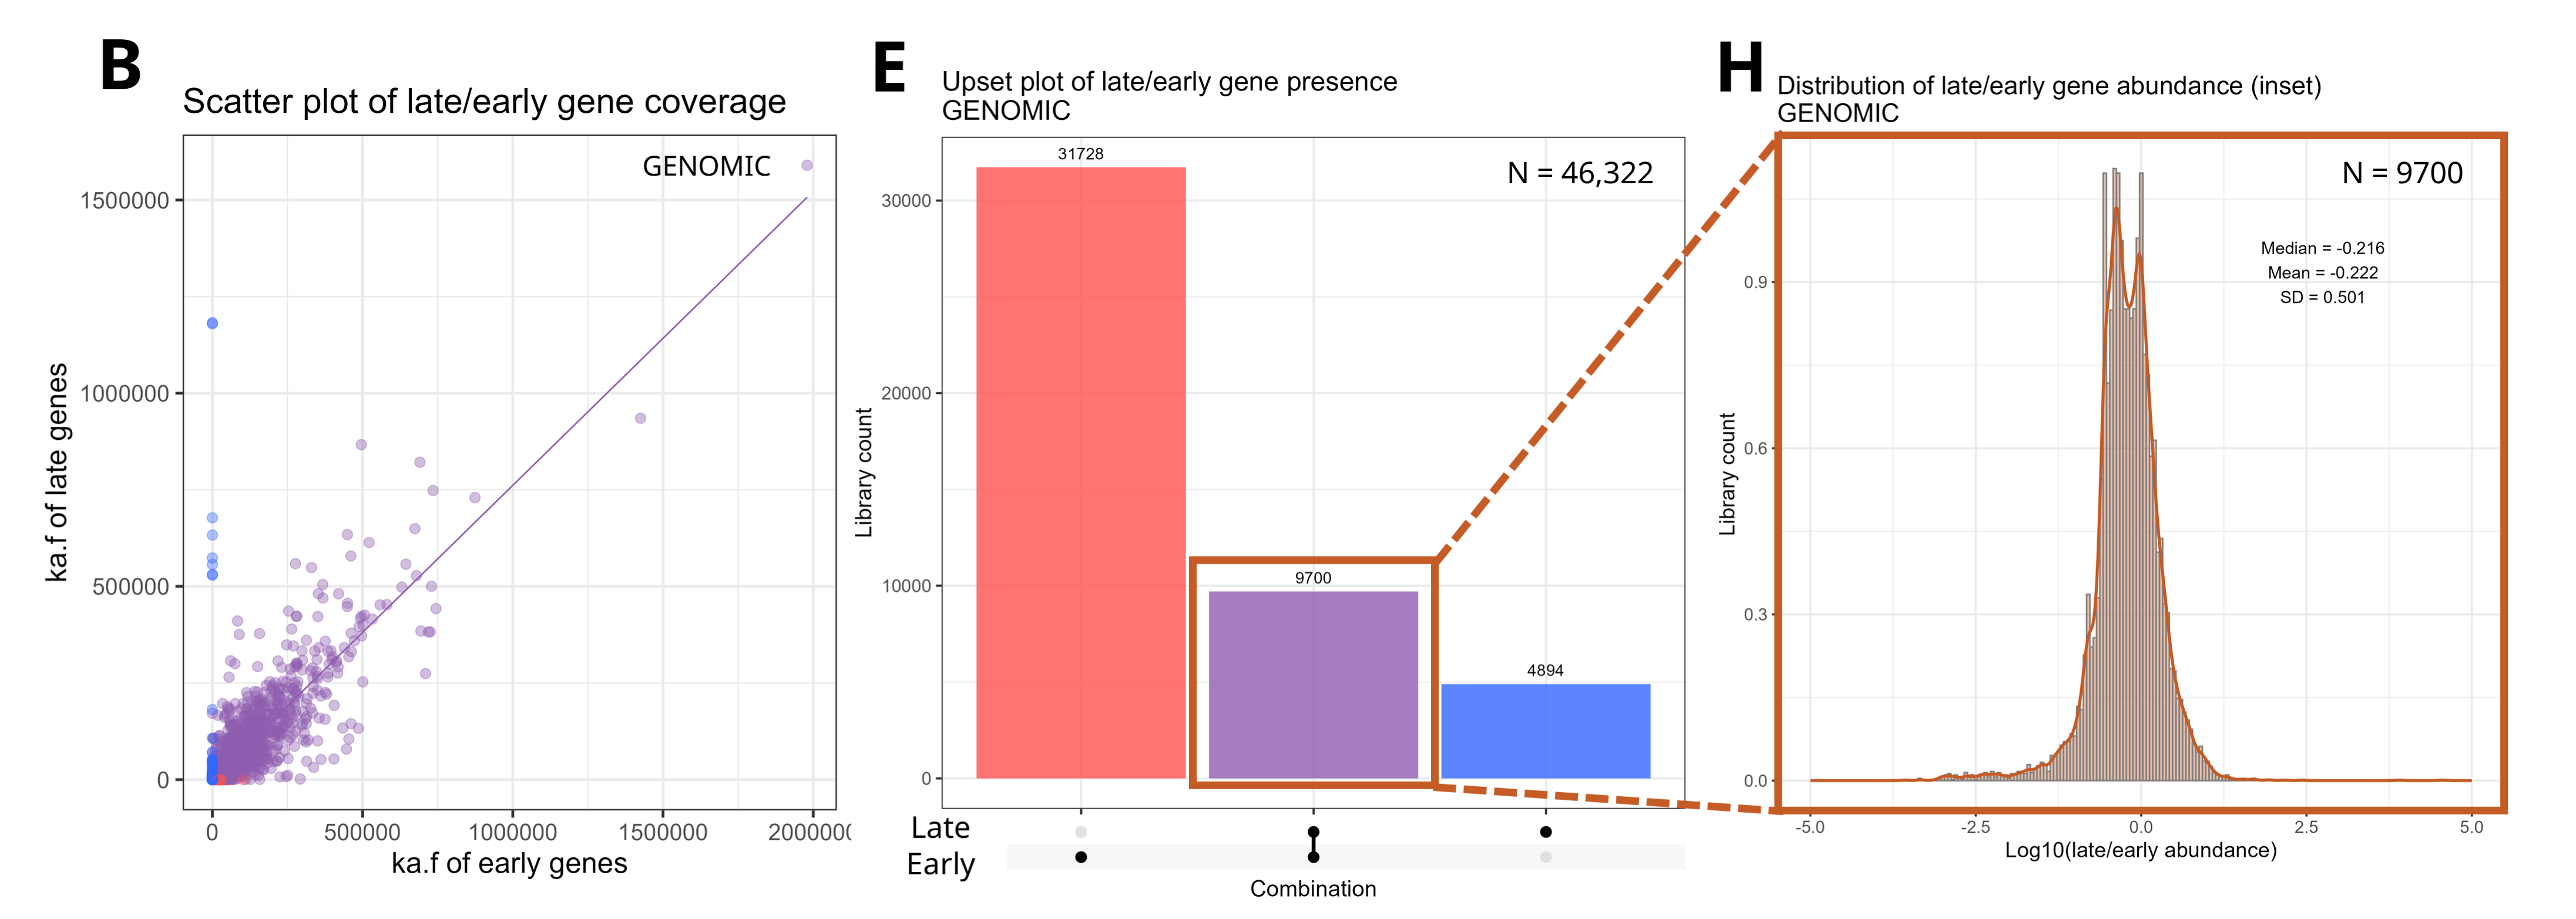 B
Scatter plot of late/early gene coverage
GENOMIC
1500000
1000000
500000
0
ka.f of late genes
0 500000 1000000 1500000 2000000
ka.f of early genes
E
Upset plot of late/early gene presence
GENOMIC
N = 46,322
31728
9700
4894
30000
20000
10000
0
Library count
Late
Early
Combination
H
Distribution of late/early gene abundance (inset)
GENOMIC
N = 9700
Median = -0.216
Mean = -0.222
SD = 0.501
0.9
0.6
0.3
0.0
Library count
-5.0 -2.5 0.0 2.5 5.0
Log10(late/early abundance)